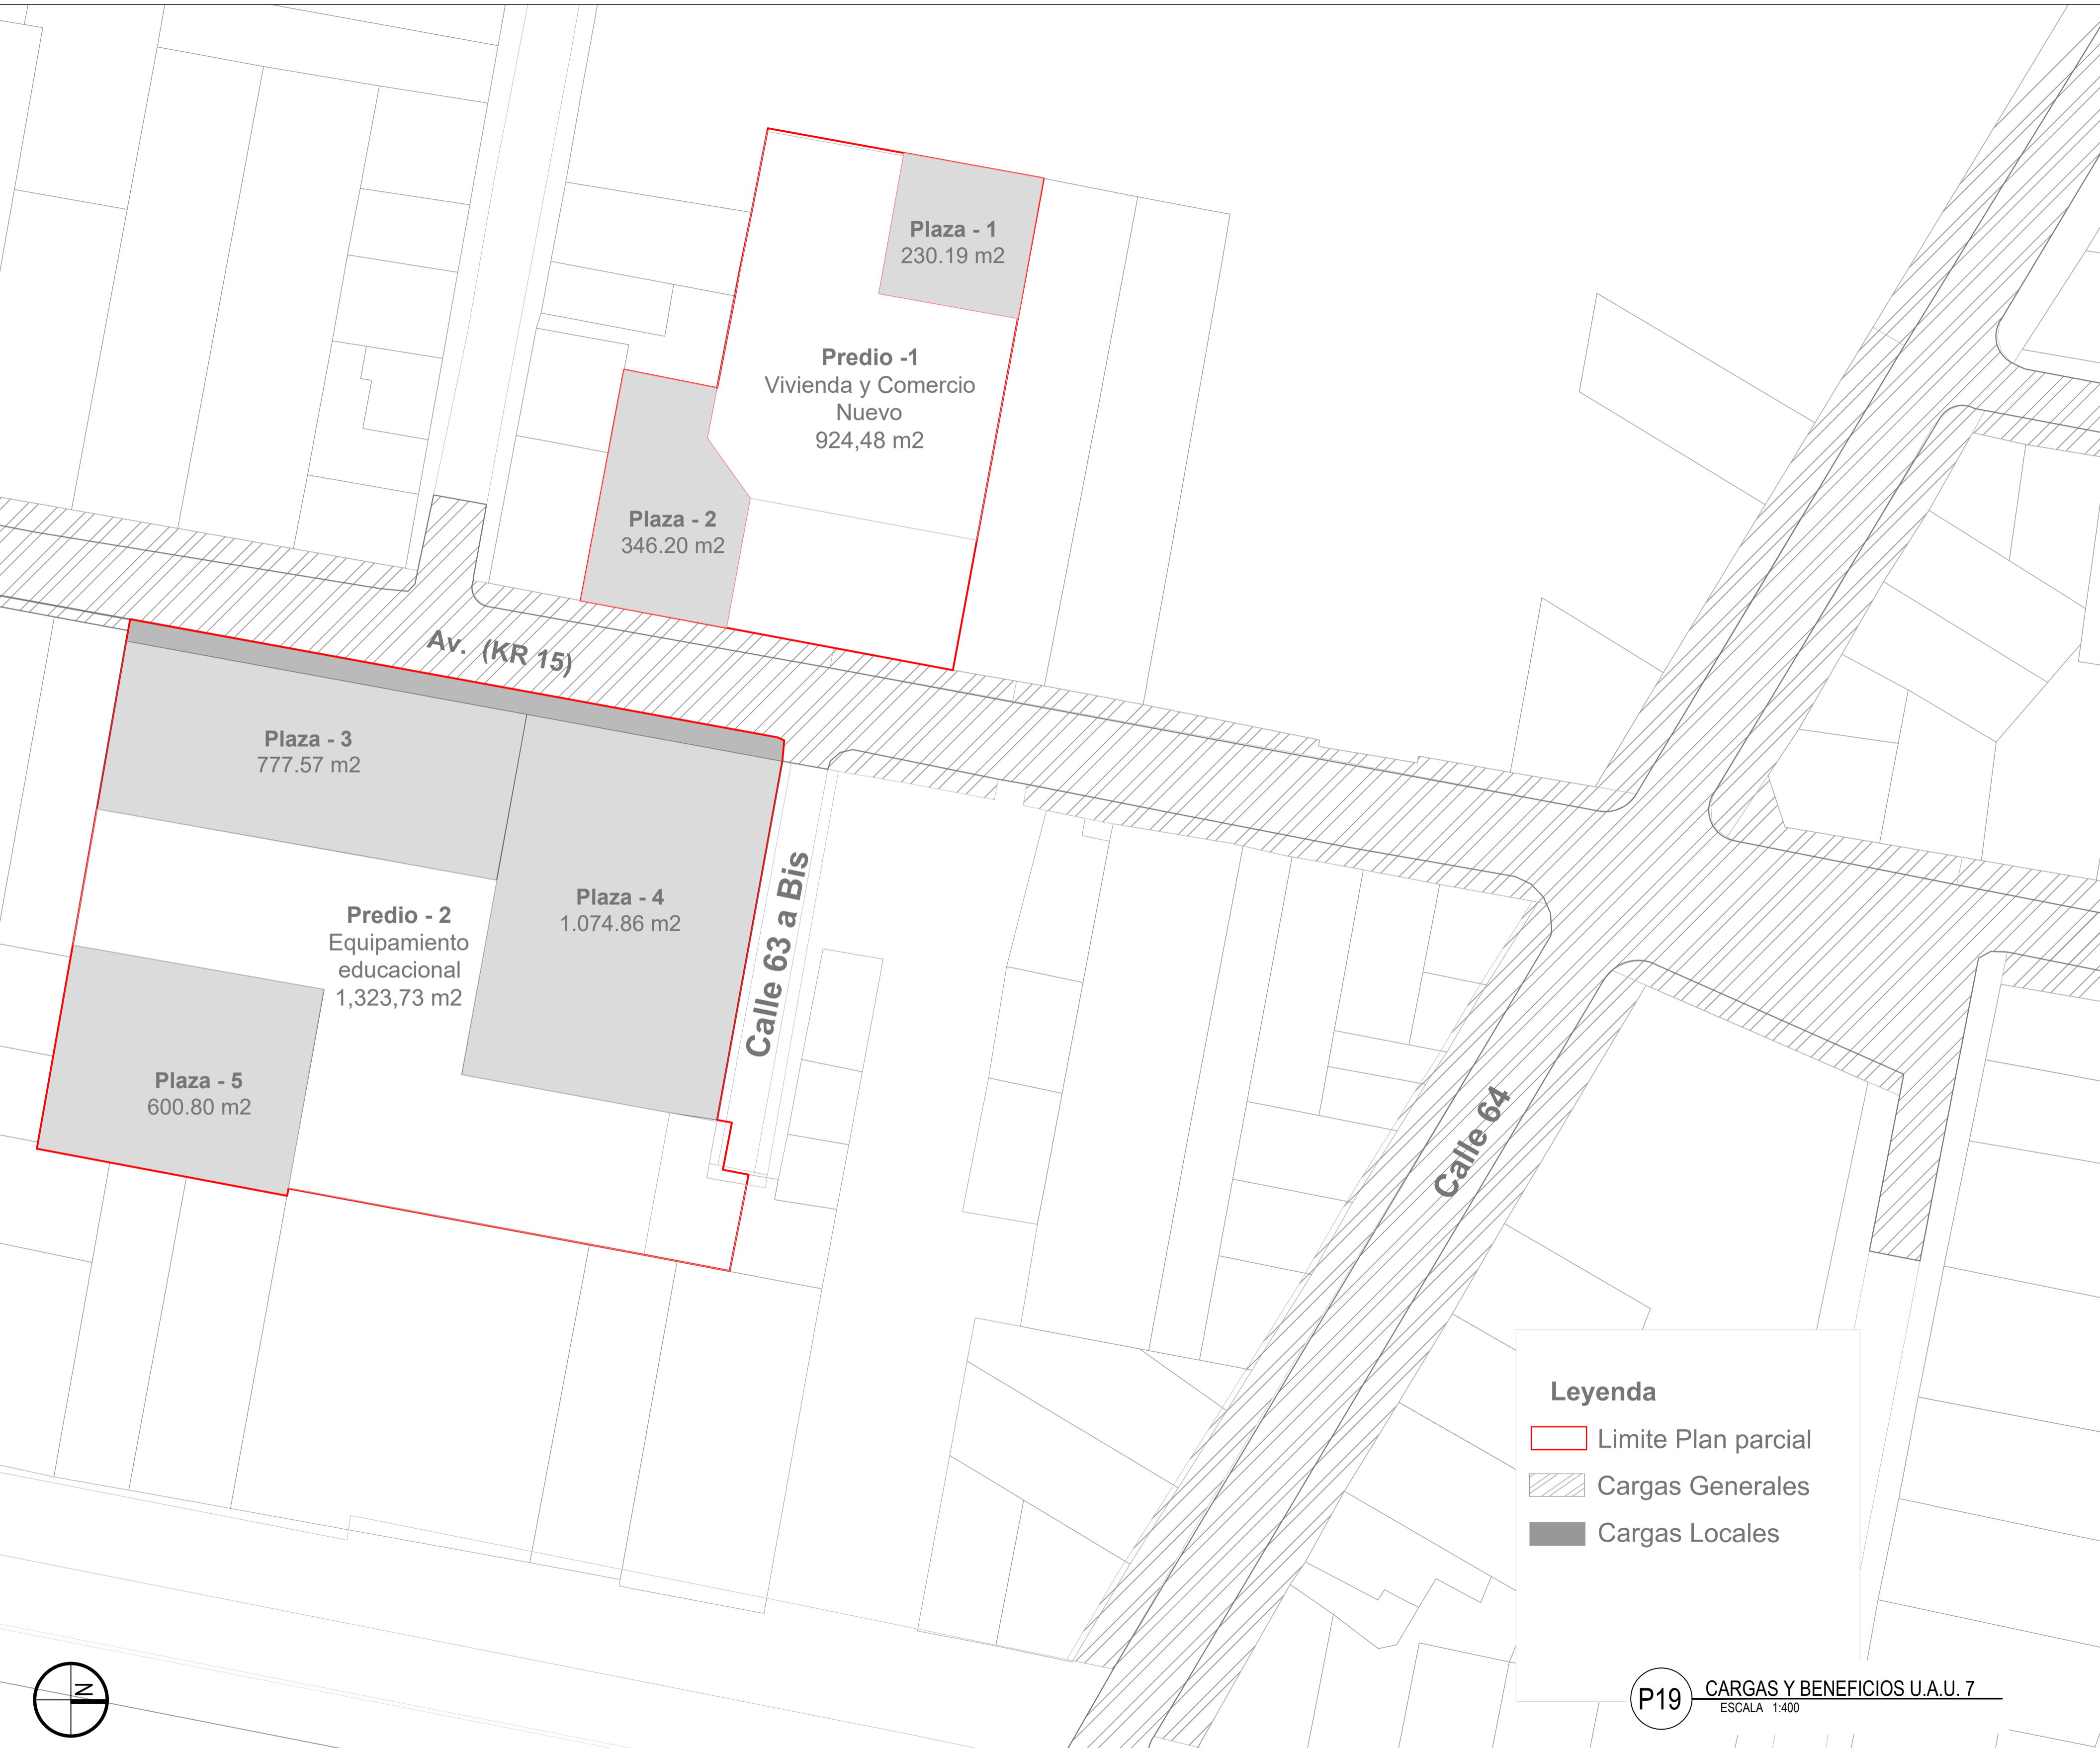 Plaza - 1
230.19 m2
Predio -1
Vivienda y Comercio
Nuevo
924,48 m2
Plaza - 2
346.20 m2
Av. (KR 15)
Plaza - 3
777.57 m2
Plaza - 4
1.074.86 m2
Calle 63 a Bis
Predio - 2
Equipamiento
educacional
1,323,73 m2
Plaza - 5
600.80 m2
Calle 64
Leyenda
Limite Plan parcial
Cargas Generales
Cargas Locales
N
P19
CARGAS Y BENEFICIOS U.A.U. 7
ESCALA 1:400